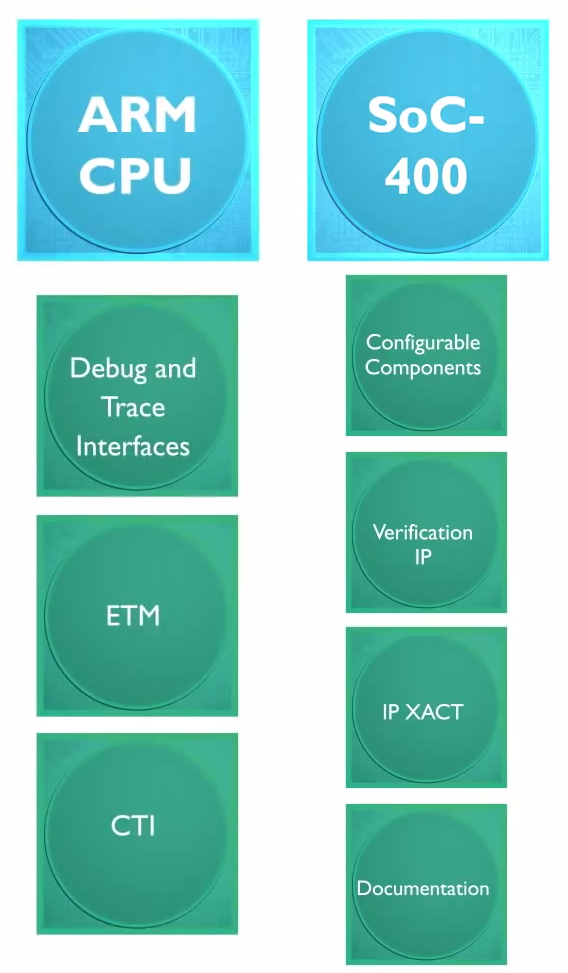 ARM
CPU
Debug and
Trace
Interfaces
ETM
CTI
SoC-
400
Configurable
Components
Verification
IP
IP XACT
Documentation